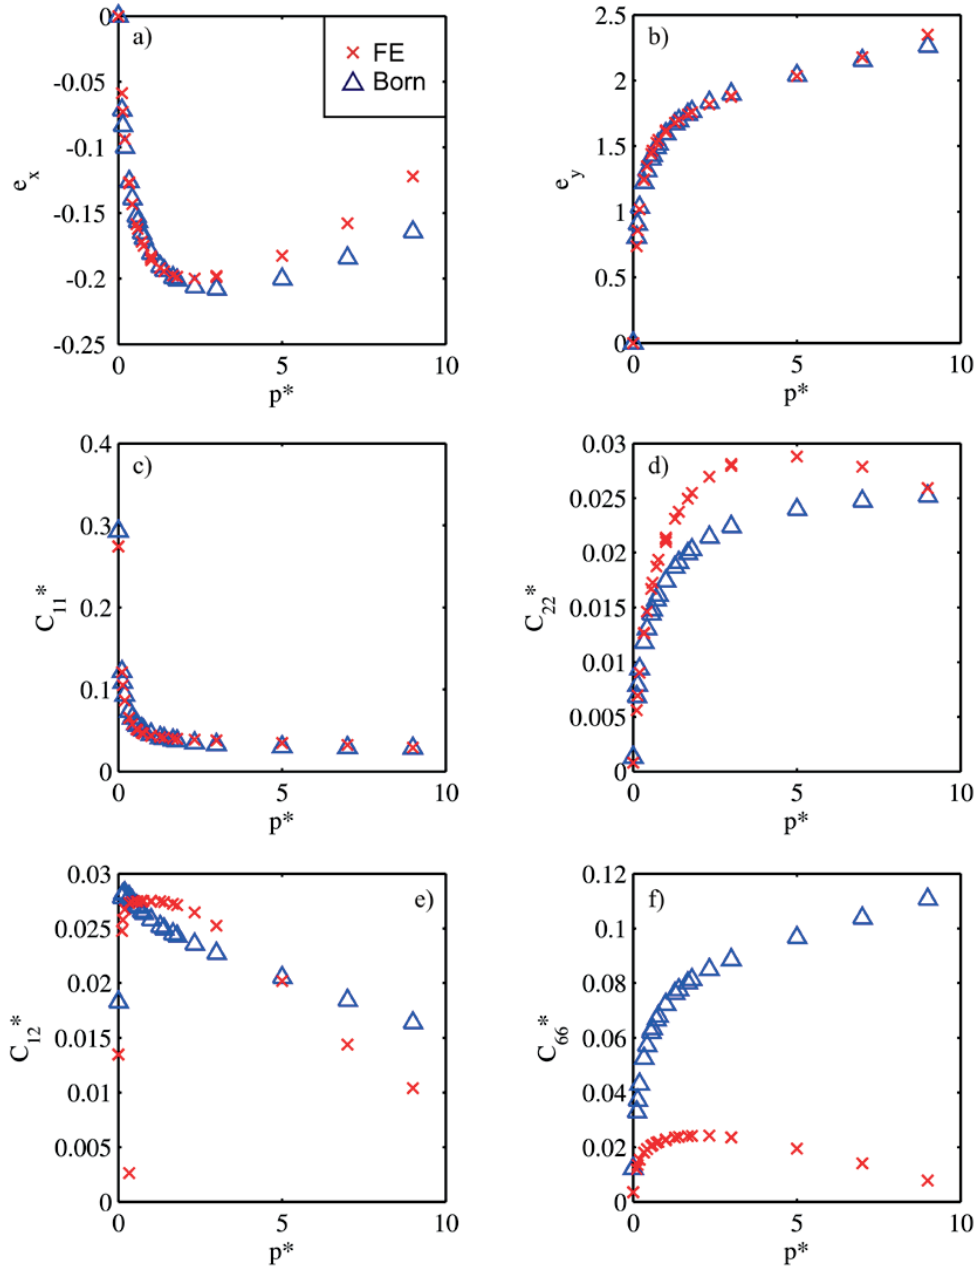 a)
FE
Born
0
-0.05
-0.1
-0.15
-0.2
-0.25
e_x
0 5 10
p*
b)
2.5
2
1.5
1
0.5
0
e_y
0 5 10
p*
c)
0.4
0.3
0.2
0.1
0
C_11*
0 5 10
p*
d)
0.03
0.025
0.02
0.015
0.01
0.005
0
C_22*
0 5 10
p*
e)
0.03
0.025
0.02
0.015
0.01
0.005
0
C_12*
0 5 10
p*
f)
0.12
0.1
0.08
0.06
0.04
0.02
0
C_66*
0 5 10
p*